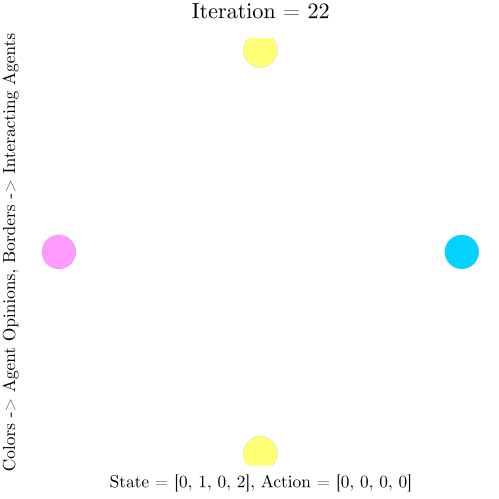 Iteration = 22
Colors -> Agent Opinions, Borders -> Interacting Agents
State = [0, 1, 0, 2], Action = [0, 0, 0, 0]